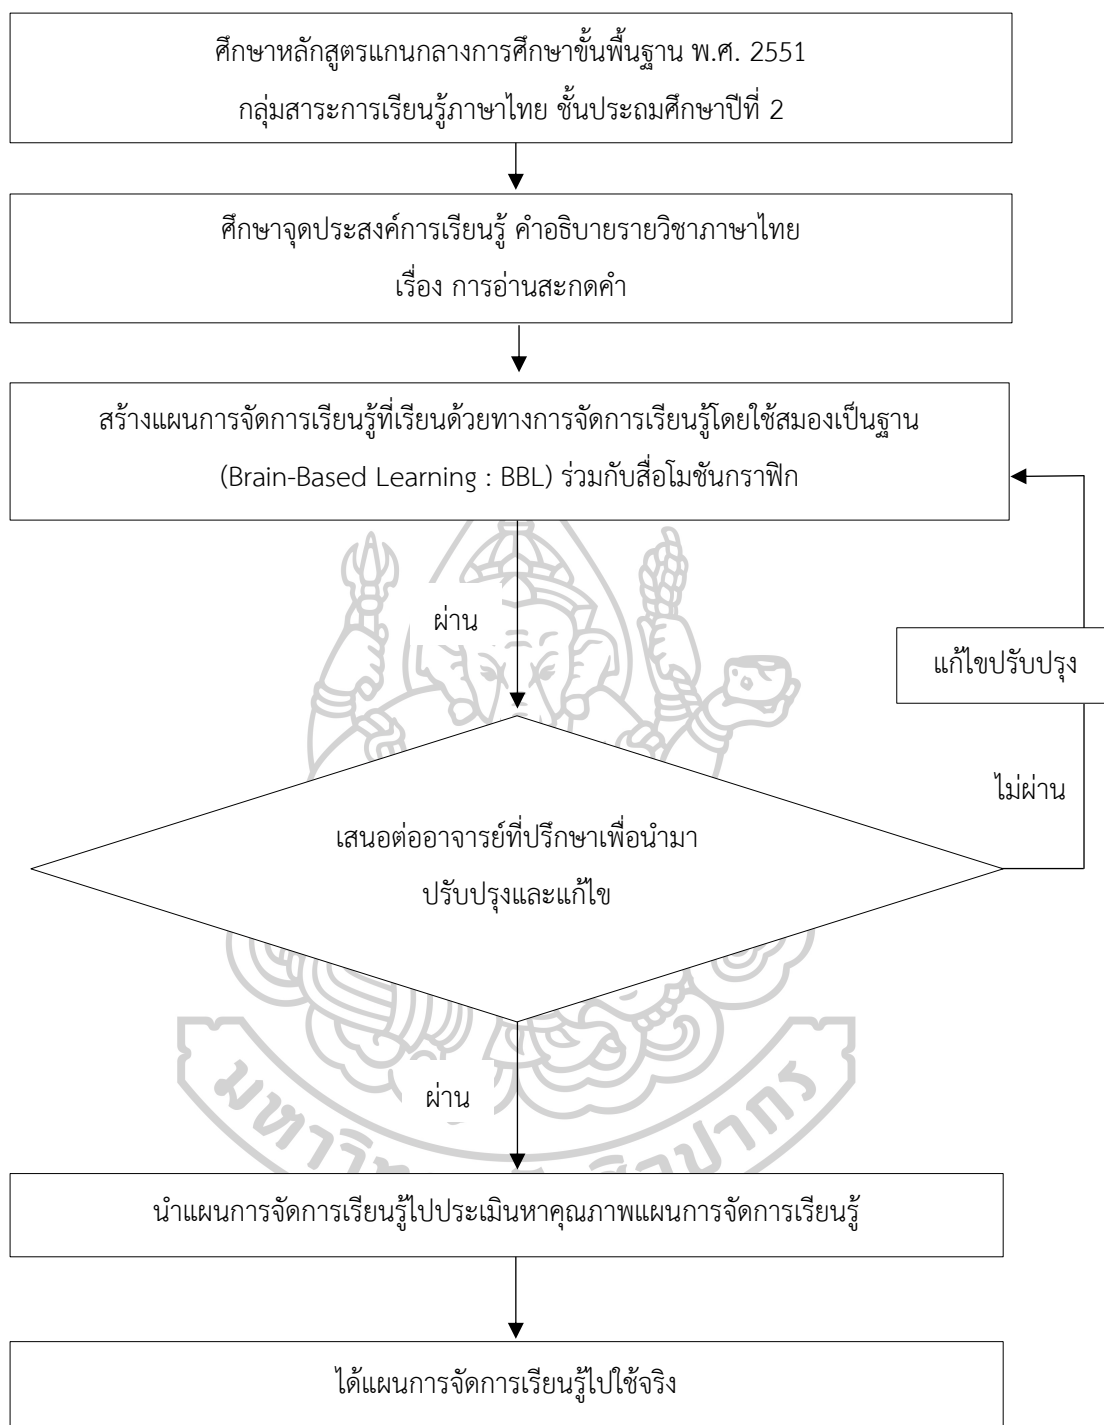 ศึกษาหลักสูตรแกนกลางการศึกษาขั้นพื้นฐาน พ.ศ. 2551
กลุ่มสาระการเรียนรู้ภาษาไทย ชั้นประถมศึกษาปีที่ 2
ศึกษาจุดประสงค์การเรียนรู้ คำอธิบายรายวิชาภาษาไทย
เรื่อง การอ่านสะกดคำ
สร้างแผนการจัดการเรียนรู้ที่เรียนด้วยทางการจัดการเรียนรู้โดยใช้สมองเป็นฐาน
(Brain-Based Learning : BBL) ร่วมกับสื่อโมชันกราฟิก
ผ่าน
แก้ไขปรับปรุง
ไม่ผ่าน
เสนอต่ออาจารย์ที่ปรึกษาเพื่อนำมา
ปรับปรุงและแก้ไข
ผ่าน
นำแผนการจัดการเรียนรู้ไปประเมินหาคุณภาพแผนการจัดการเรียนรู้
ได้แผนการจัดการเรียนรู้ไปใช้จริง